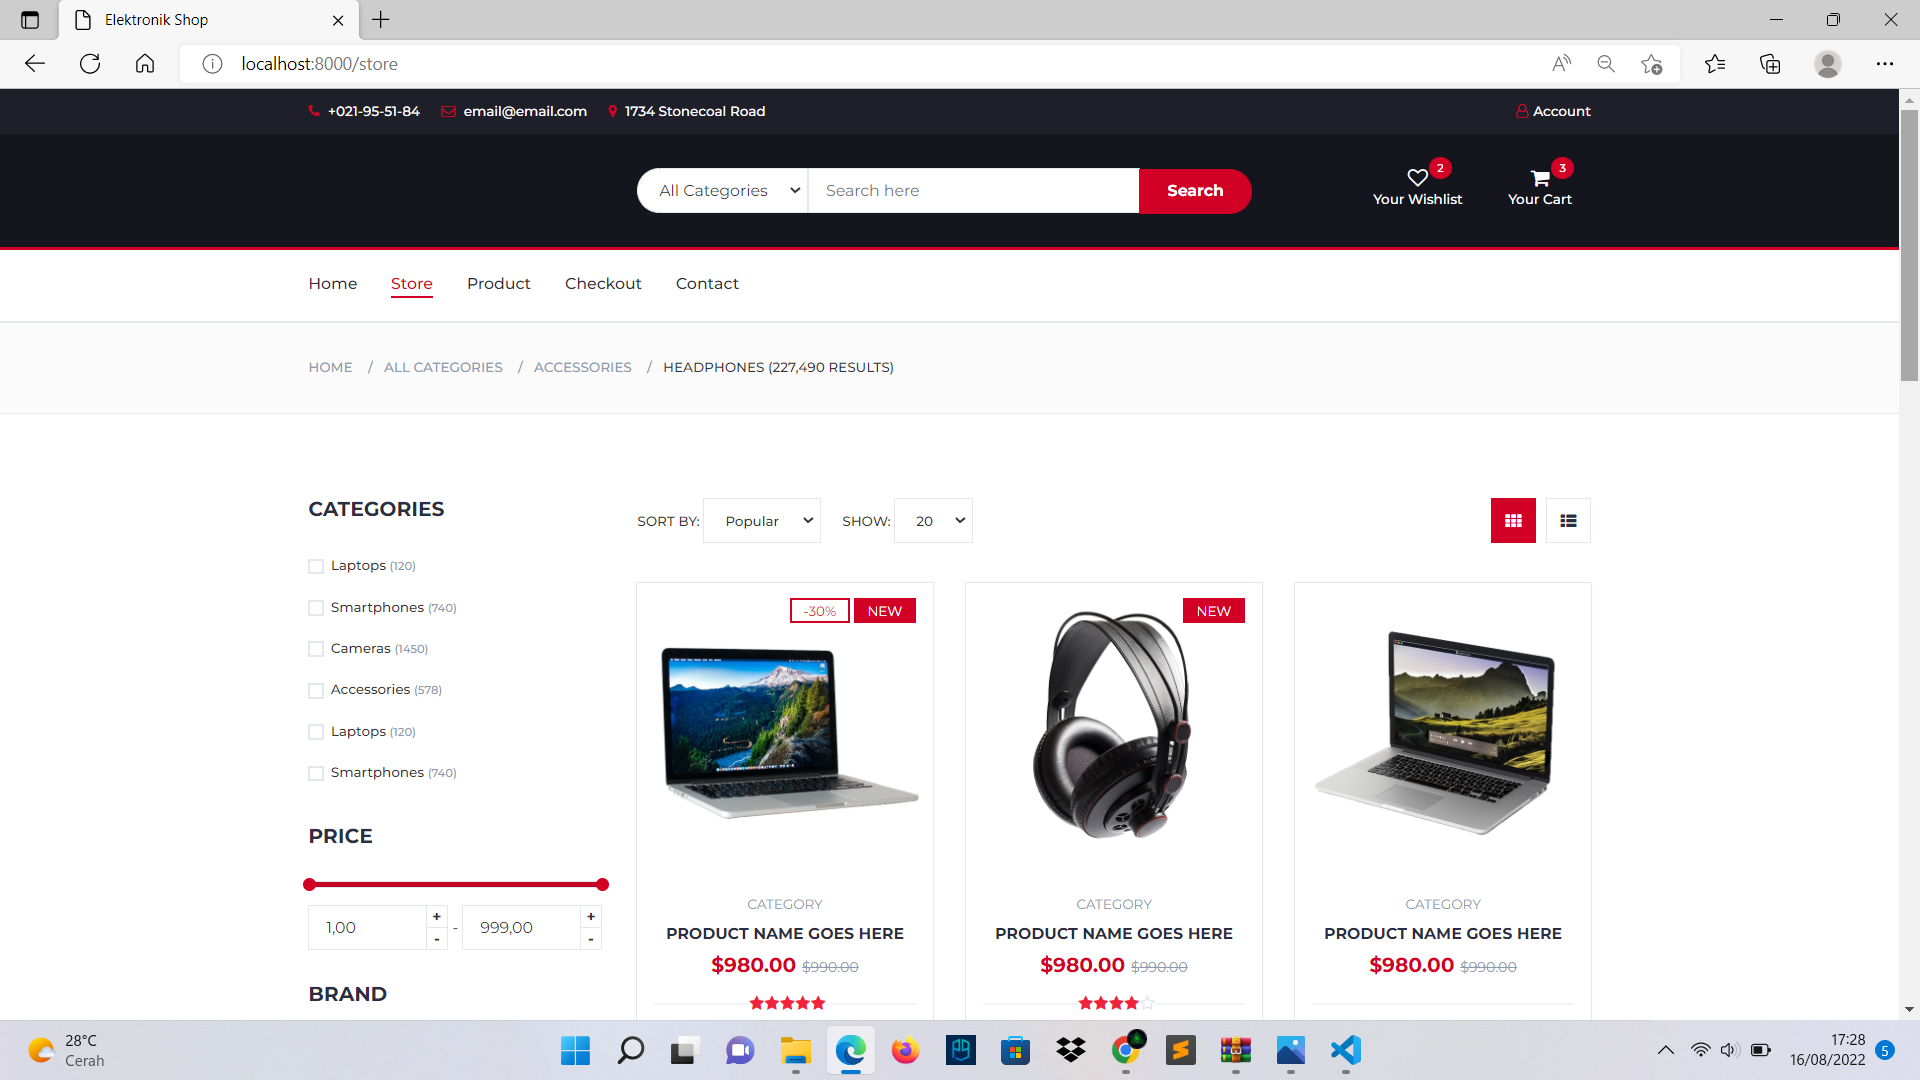 Elektronik Shop
localhost:8000/store
+021-95-51-84 email@email.com 1734 Stonecoal Road Account
All Categories Search here Search
2 3
Your Wishlist Your Cart
Home Store Product Checkout Contact
HOME / ALL CATEGORIES / ACCESSORIES / HEADPHONES (227,490 RESULTS)
CATEGORIES
Laptops (120)
Smartphones (740)
Cameras (1450)
Accessories (578)
Laptops (120)
Smartphones (740)
PRICE
1,00 + - - 999,00 + -
BRAND
SORT BY: Popular SHOW: 20
-30% NEW
CATEGORY
PRODUCT NAME GOES HERE
$980.00 $990.00
NEW
CATEGORY
PRODUCT NAME GOES HERE
$980.00 $990.00
CATEGORY
PRODUCT NAME GOES HERE
$980.00 $990.00
28°C
Cerah
17:28
16/08/2022 5